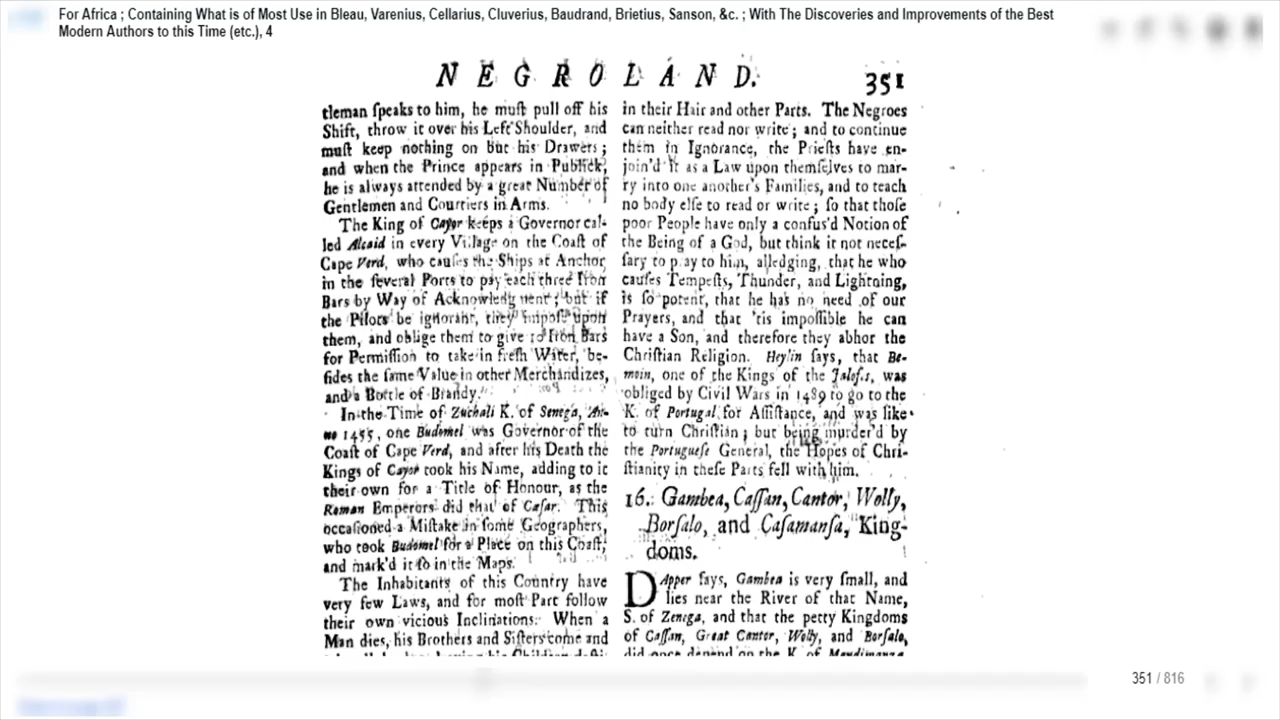 For Africa ; Containing What is of Most Use in Bleau, Varenius, Cellarius, Cluverius, Baudrand, Brietius, Sanson, &c. ; With The Discoveries and Improvements of the Best
Modern Authors to this Time (etc.), 4
NEGROLAND. 351
tleman ſpeaks to him, he muſt pull off his
Shift, throw it over his Left Shoulder, and
muſt keep nothing on but his Drawers ;
and when the Prince appears in Publick,
he is always attended by a great Number of
Gentlemen and Courtiers in Arms.
The King of Cayor keeps a Governor cal-
led Alcaid in every Village on the Coaſt of
Cape Verd, who cauſes the Ships at Anchor
in the ſeveral Ports to pay each three Iron
Bars by Way of Acknowledgment ; but if
the Pilots be ignorant, they impoſe upon
them, and oblige them to give 10 Iron Bars
for Permiſſion to take in freſh Water, be-
ſides the ſame Value in other Merchandizes,
and a Bottle of Brandy.
In the Time of Zuchali K. of Senega, An-
no 1455, one Budomel was Governor of the
Coaſt of Cape Verd, and after his Death the
Kings of Cayor took his Name, adding to it
their own for a Title of Honour, as the
Roman Emperors did that of Cæſar. This
occaſioned a Miſtake in ſome Geographers,
who took Budomel for a Place on this Coaſt,
and mark'd it ſo in the Maps.
The Inhabitants of this Country have
very few Laws, and for moſt Part follow
their own vicious Inclinations. When a
Man dies, his Brothers and Siſters come and
in their Hair and other Parts. The Negroes
can neither read nor write ; and to continue
them in Ignorance, the Prieſts have en-
join'd it as a Law upon themſelves to mar-
ry into one another's Families, and to teach
no body elſe to read or write ; ſo that thoſe
poor People have only a confus'd Notion of
the Being of a God, but think it not neceſ-
ſary to pray to him, alledging, that he who
cauſes Tempeſts, Thunder, and Lightning,
is ſo potent, that he has no need of our
Prayers, and that 'tis impoſſible he can
have a Son, and therefore they abhor the
Chriſtian Religion. Heylin ſays, that Be-
moin, one of the Kings of the Jalofs, was
obliged by Civil Wars in 1489 to go to the
K. of Portugal for Aſſiſtance, and was like
to turn Chriſtian ; but being murder'd by
the Portugueſe General, the Hopes of Chri-
ſtianity in theſe Parts fell with him.
16. Gambea, Caſſan, Cantor, Wolly,
Borſalo, and Caſamanſa, King-
doms.
DApper ſays, Gambea is very ſmall, and
lies near the River of that Name,
S. of Zenega, and that the petty Kingdoms
of Caſſan, Great Cantor, Wolly, and Borſalo,
did once depend on the K. of Mandimanza
351 / 816